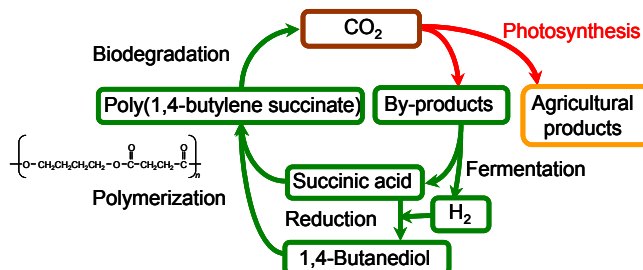 CO2
Photosynthesis
Biodegradation
Poly(1,4-butylene succinate)
By-products
Agricultural
products
O O
O-CH2CH2CH2CH2-O-C-CH2CH2-C
n
Polymerization
Succinic acid
Fermentation
Reduction
H2
1,4-Butanediol